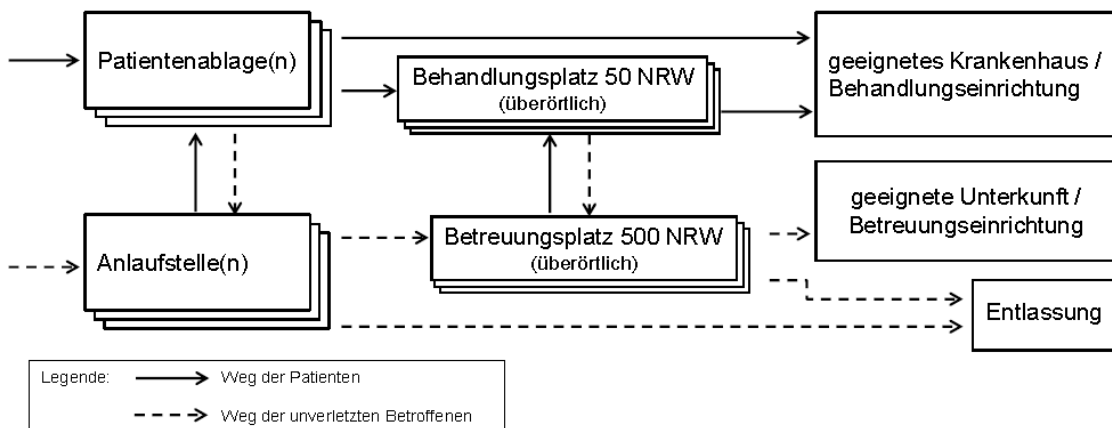 Patientenablage(n)
Behandlungsplatz 50 NRW
(überörtlich)
geeignetes Krankenhaus /
Behandlungseinrichtung
Anlaufstelle(n)
Betreuungsplatz 500 NRW
(überörtlich)
geeignete Unterkunft /
Betreuungseinrichtung
Entlassung
Legende:
Weg der Patienten
Weg der unverletzten Betroffenen